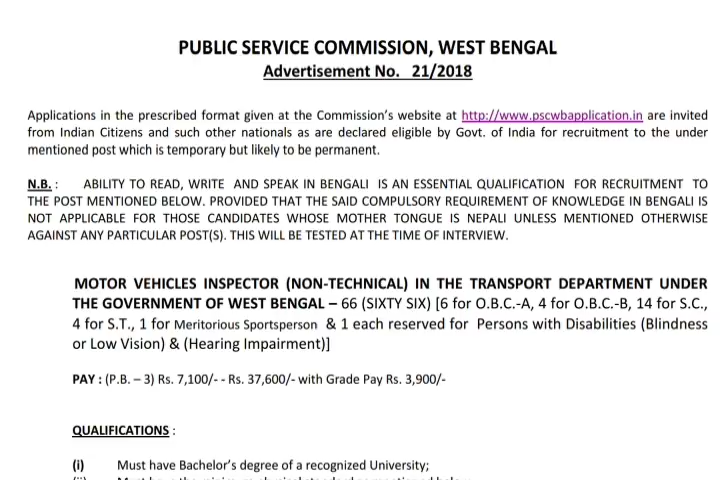 PUBLIC SERVICE COMMISSION, WEST BENGAL
Advertisement No. 21/2018
Applications in the prescribed format given at the Commission's website at http://www.pscwbapplication.in are invited
from Indian Citizens and such other nationals as are declared eligible by Govt. of India for recruitment to the under
mentioned post which is temporary but likely to be permanent.
N.B. : ABILITY TO READ, WRITE AND SPEAK IN BENGALI IS AN ESSENTIAL QUALIFICATION FOR RECRUITMENT TO
THE POST MENTIONED BELOW. PROVIDED THAT THE SAID COMPULSORY REQUIREMENT OF KNOWLEDGE IN BENGALI IS
NOT APPLICABLE FOR THOSE CANDIDATES WHOSE MOTHER TONGUE IS NEPALI UNLESS MENTIONED OTHERWISE
AGAINST ANY PARTICULAR POST(S). THIS WILL BE TESTED AT THE TIME OF INTERVIEW.
MOTOR VEHICLES INSPECTOR (NON-TECHNICAL) IN THE TRANSPORT DEPARTMENT UNDER
THE GOVERNMENT OF WEST BENGAL – 66 (SIXTY SIX) [6 for O.B.C.-A, 4 for O.B.C.-B, 14 for S.C.,
4 for S.T., 1 for Meritorious Sportsperson & 1 each reserved for Persons with Disabilities (Blindness
or Low Vision) & (Hearing Impairment)]
PAY : (P.B. – 3) Rs. 7,100/- - Rs. 37,600/- with Grade Pay Rs. 3,900/-
QUALIFICATIONS :
(i) Must have Bachelor's degree of a recognized University;